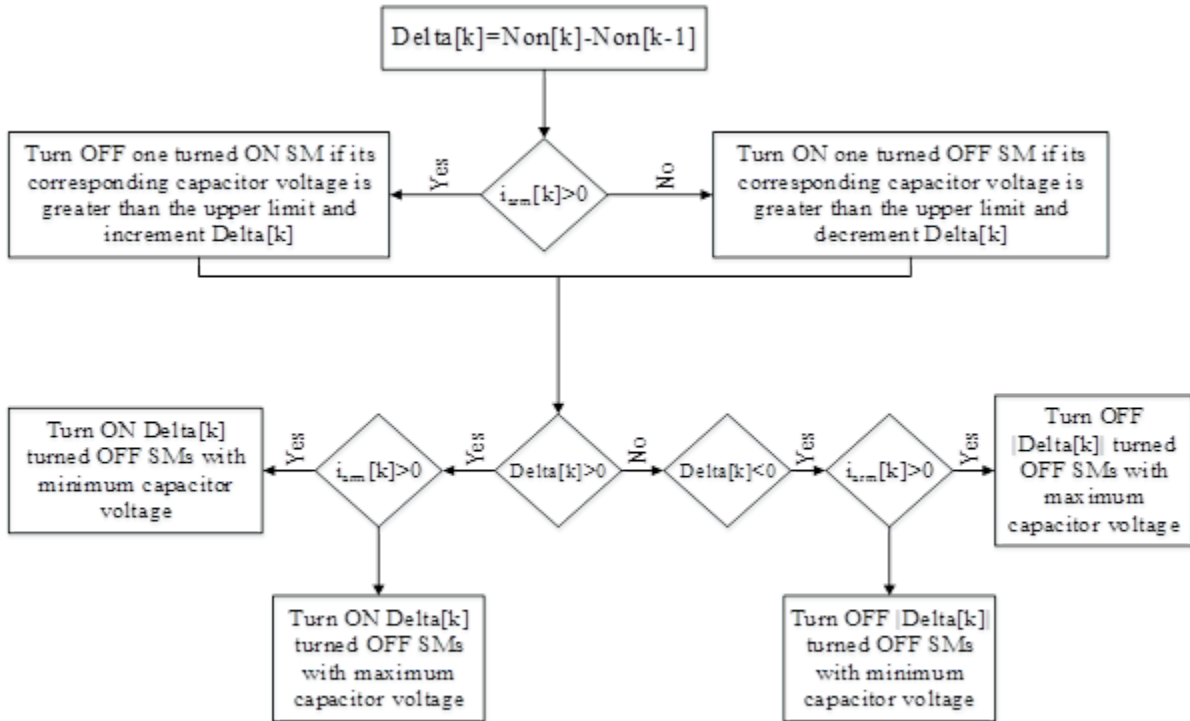 Delta[k]=Non[k]-Non[k-1]
Turn OFF one turned ON SM if its
corresponding capacitor voltage is
greater than the upper limit and
increment Delta[k]
Yes
i_arm[k]>0
No
Turn ON one turned OFF SM if its
corresponding capacitor voltage is
greater than the upper limit and
decrement Delta[k]
Turn ON Delta[k]
turned OFF SMs with
minimum capacitor
voltage
Yes
i_arm[k]>0
Yes
Delta[k]>0
No
Delta[k]<0
Yes
i_arm[k]>0
Yes
Turn OFF
|Delta[k]| turned
OFF SMs with
maximum
capacitor voltage
Turn ON Delta[k]
turned OFF SMs
with maximum
capacitor voltage
Turn OFF |Delta[k]|
turned OFF SMs
with minimum
capacitor voltage